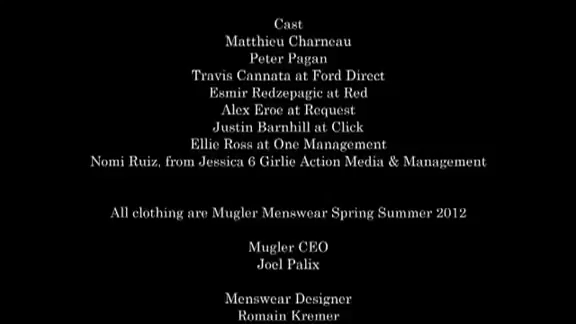 Cast
Matthieu Charneau
Peter Pagan
Travis Cannata at Ford Direct
Esmir Redzepagic at Red
Alex Eroe at Request
Justin Barnhill at Click
Ellie Ross at One Management
Nomi Ruiz, from Jessica 6 Girlie Action Media & Management
All clothing are Mugler Menswear Spring Summer 2012
Mugler CEO
Joel Palix
Menswear Designer
Romain Kremer